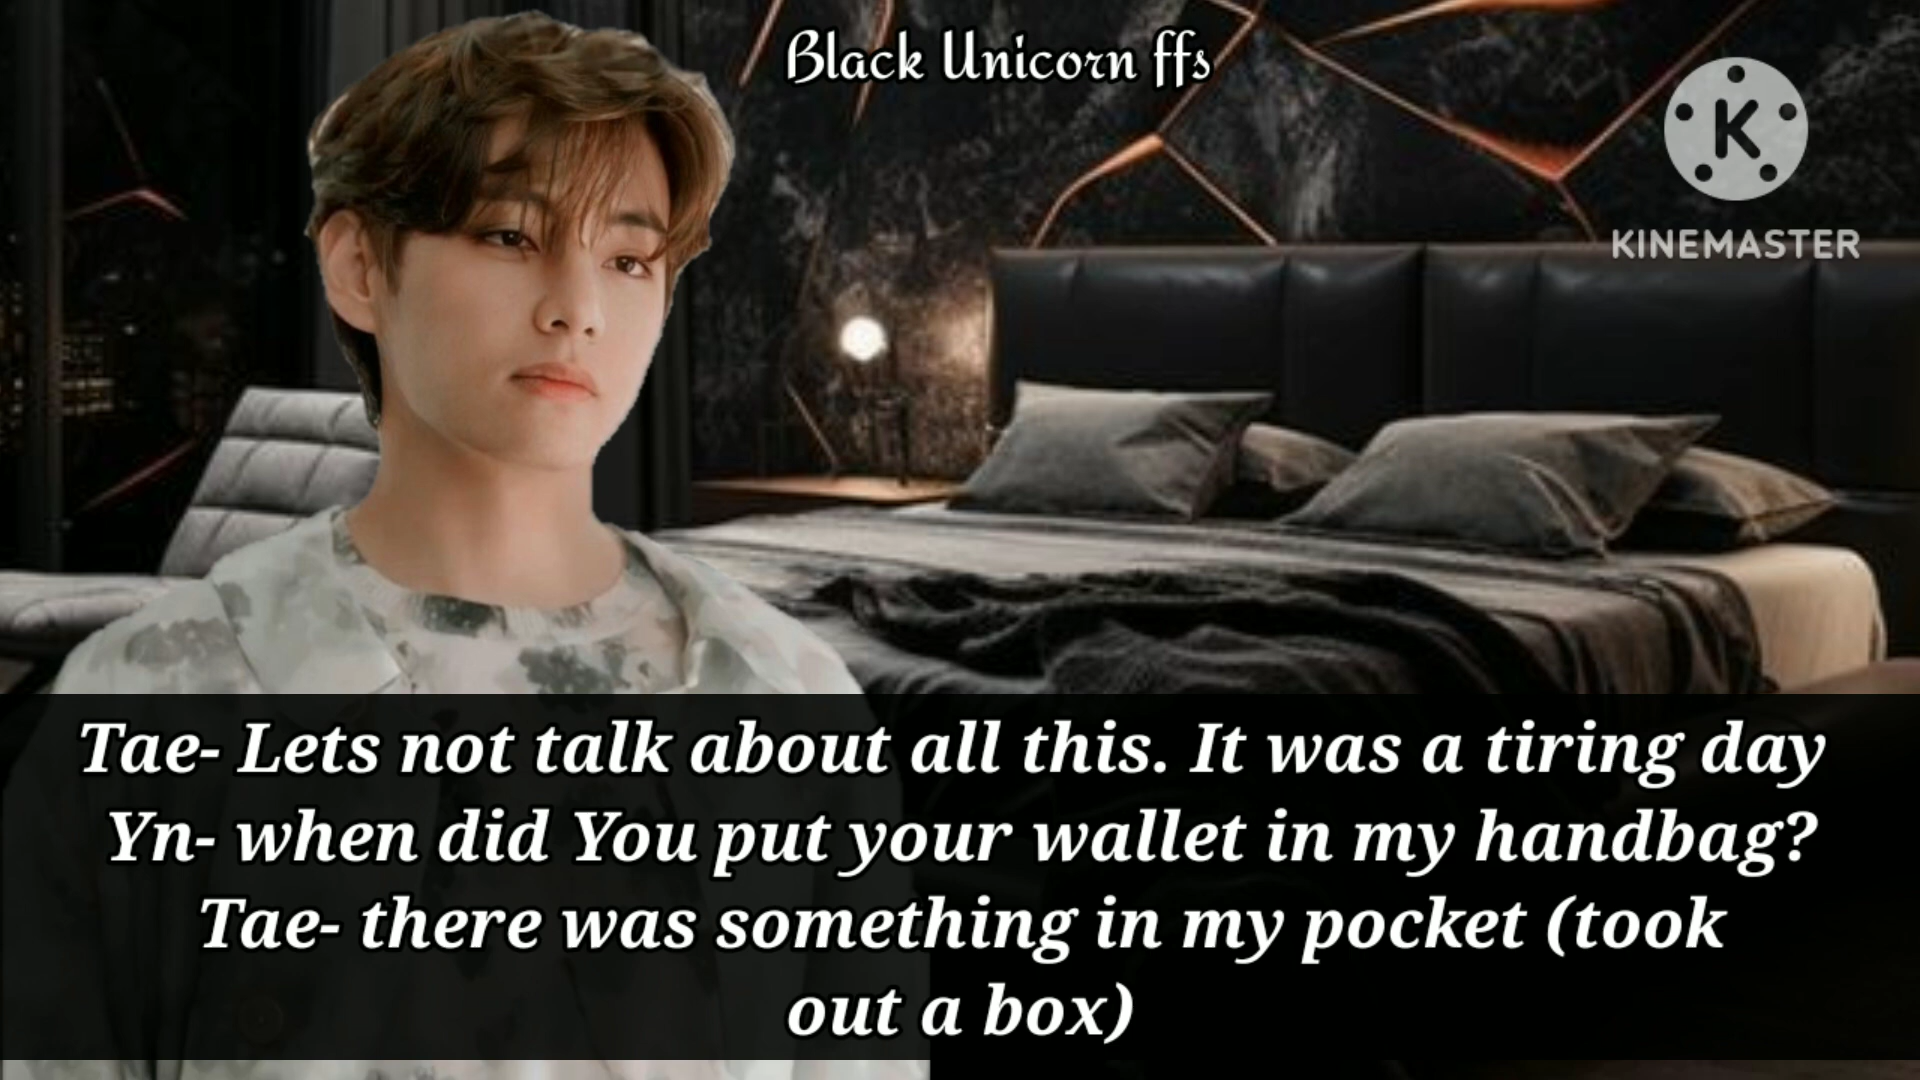 Black Unicorn ffs
K
KINEMASTER
Tae- Lets not talk about all this. It was a tiring day
Yn- when did You put your wallet in my handbag?
Tae- there was something in my pocket (took
out a box)